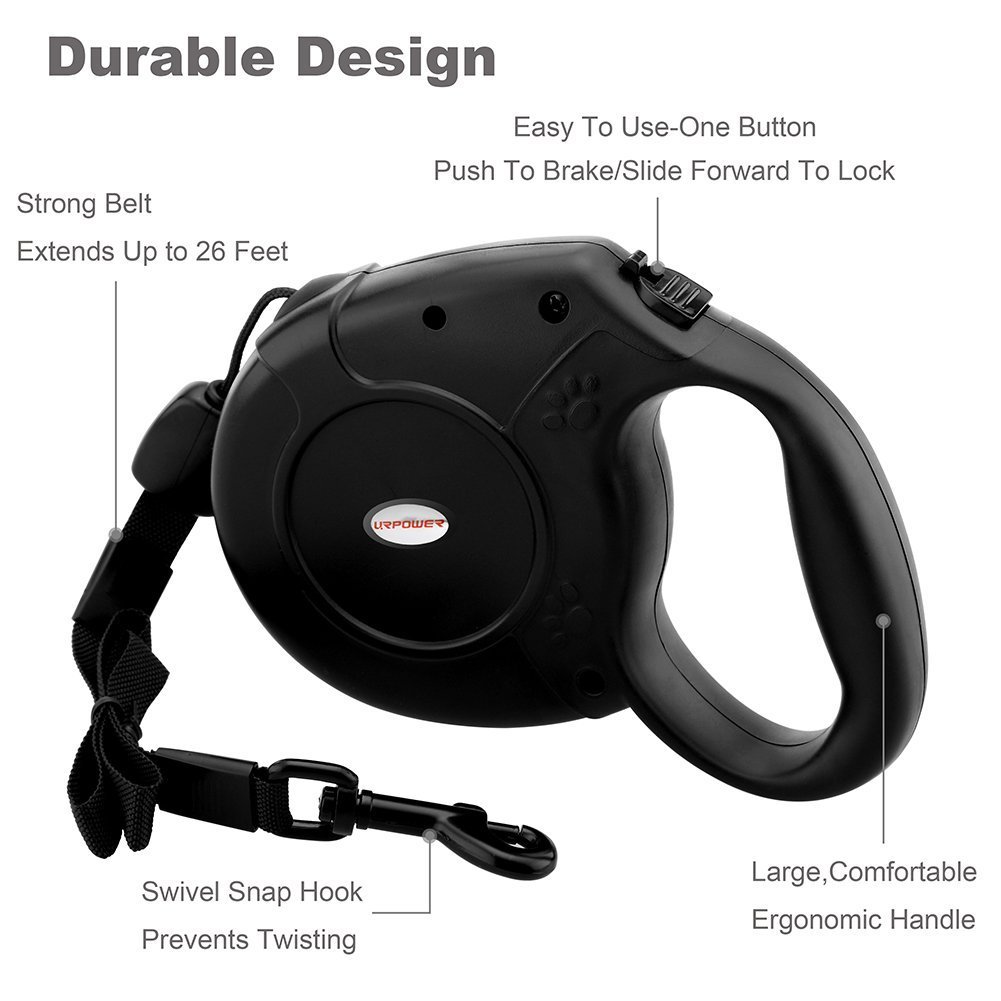 Durable Design
Easy To Use-One Button
Push To Brake/Slide Forward To Lock
Strong Belt
Extends Up to 26 Feet
URPOWER
Large,Comfortable
Ergonomic Handle
Swivel Snap Hook
Prevents Twisting